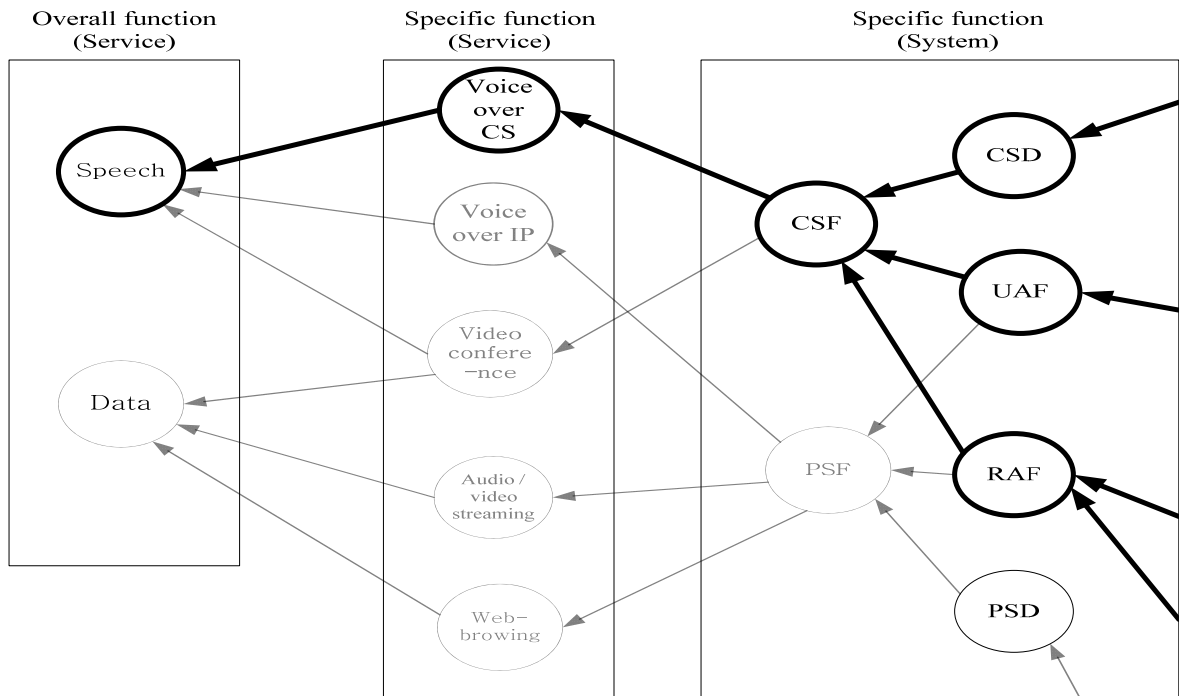 Overall function
(Service)
Specific function
(Service)
Specific function
(System)
Speech
Data
Voice
over
CS
Voice
over IP
Video
confere
-nce
Audio /
video
streaming
Web-
browing
CSF
PSF
CSD
UAF
RAF
PSD